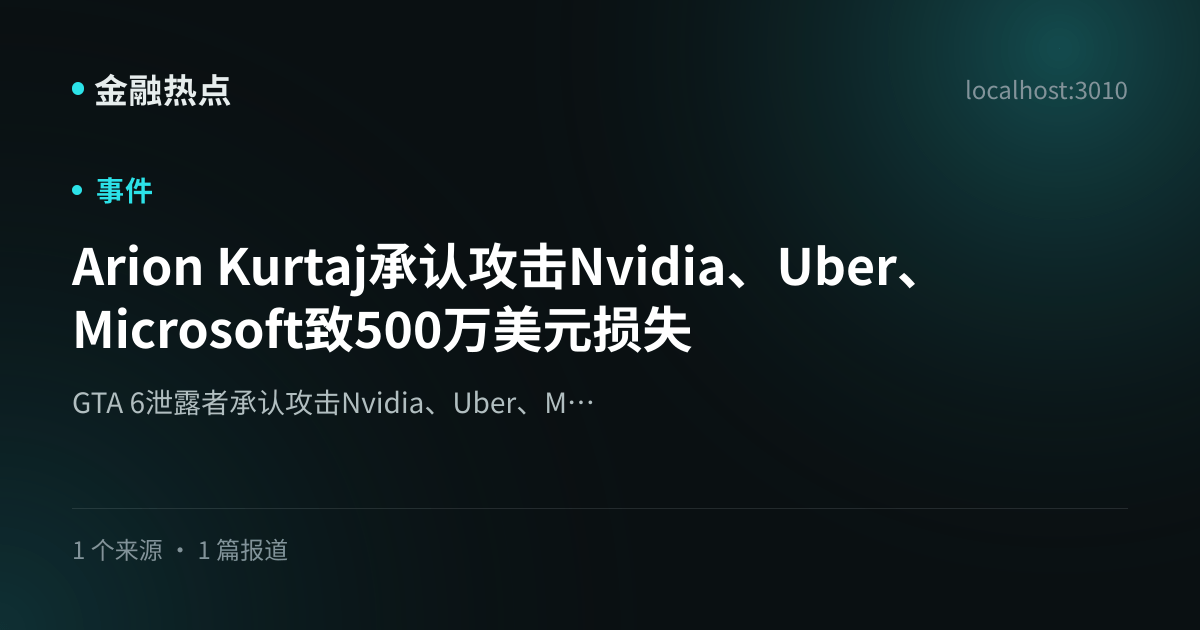 金融热点
localhost:3010
事件
Arion Kurtaj承认攻击Nvidia、Uber、
Microsoft致500万美元损失
GTA 6泄露者承认攻击Nvidia、Uber、M…
1 个来源 · 1 篇报道